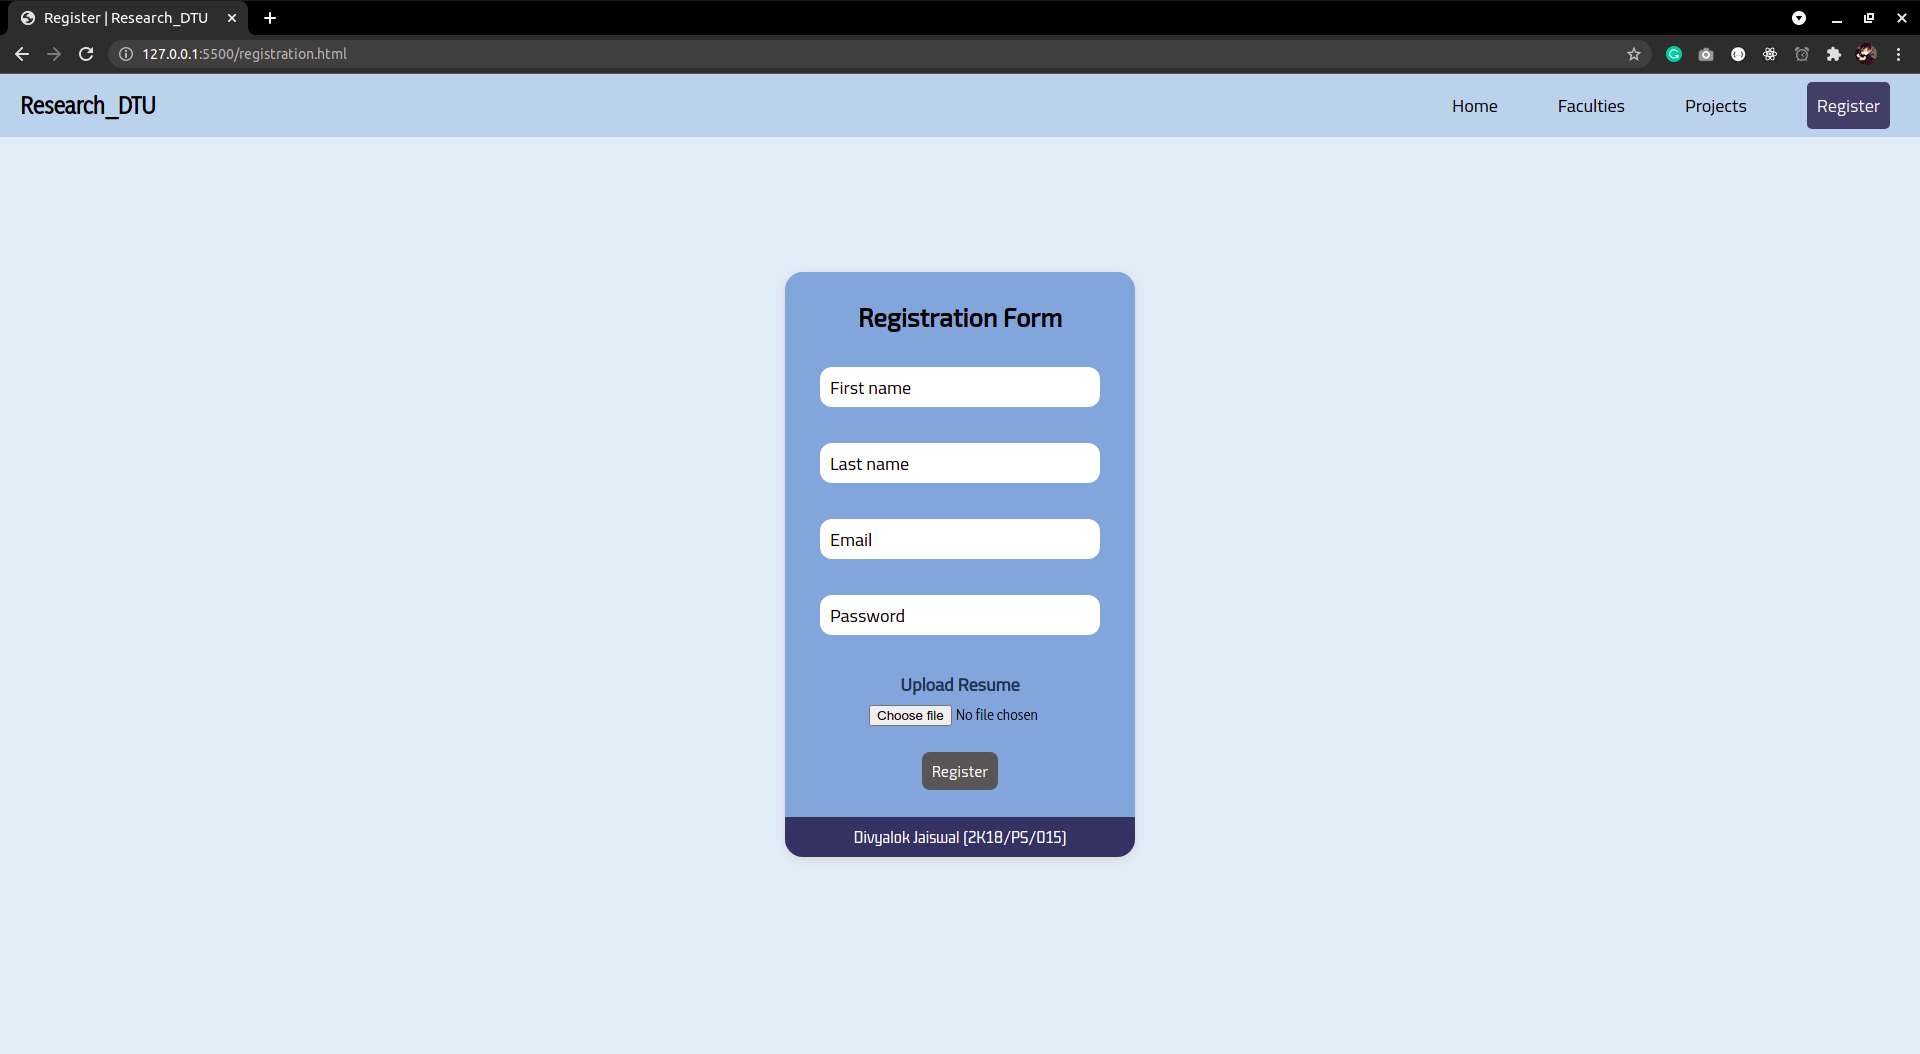 Register | Research_DTU
127.0.0.1:5500/registration.html
Research_DTU
Home Faculties Projects Register
Registration Form
First name
Last name
Email
Password
Upload Resume
Choose file No file chosen
Register
Divyalok Jaiswal [2K18/PS/015]